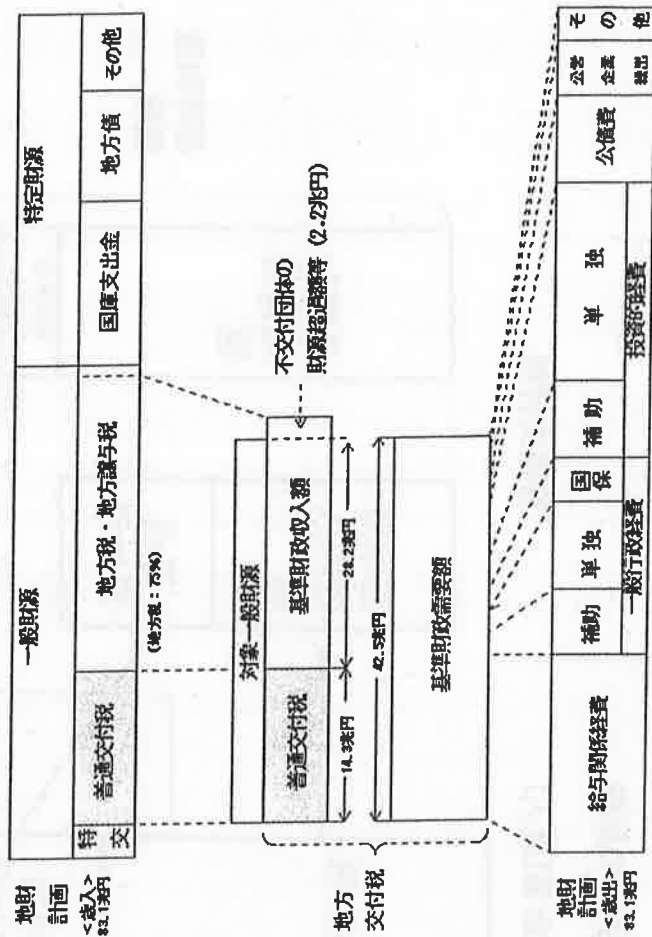 地財
計画
<歳入>
83.1兆円
一般財源
特定財源
特
交
普通交付税
地方税・地方譲与税
国庫支出金
地方債
その他
(地方税:75%)
地方
交付税
対象一般財源
普通交付税
基準財政収入額
不交付団体の
財源超過額等(2.2兆円)
14.3兆円
28.2兆円
42.5兆円
基準財政需要額
地財
計画
<歳出>
83.1兆円
給与関係経費
補助
単独
国
保
一般行政経費
補助
単独
投資的経費
公債費
公営
企業
繰出
その他